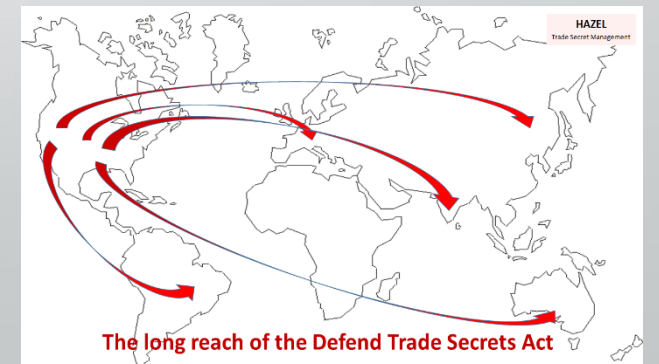 HAZEL
Trade Secret Management
The long reach of the Defend Trade Secrets Act